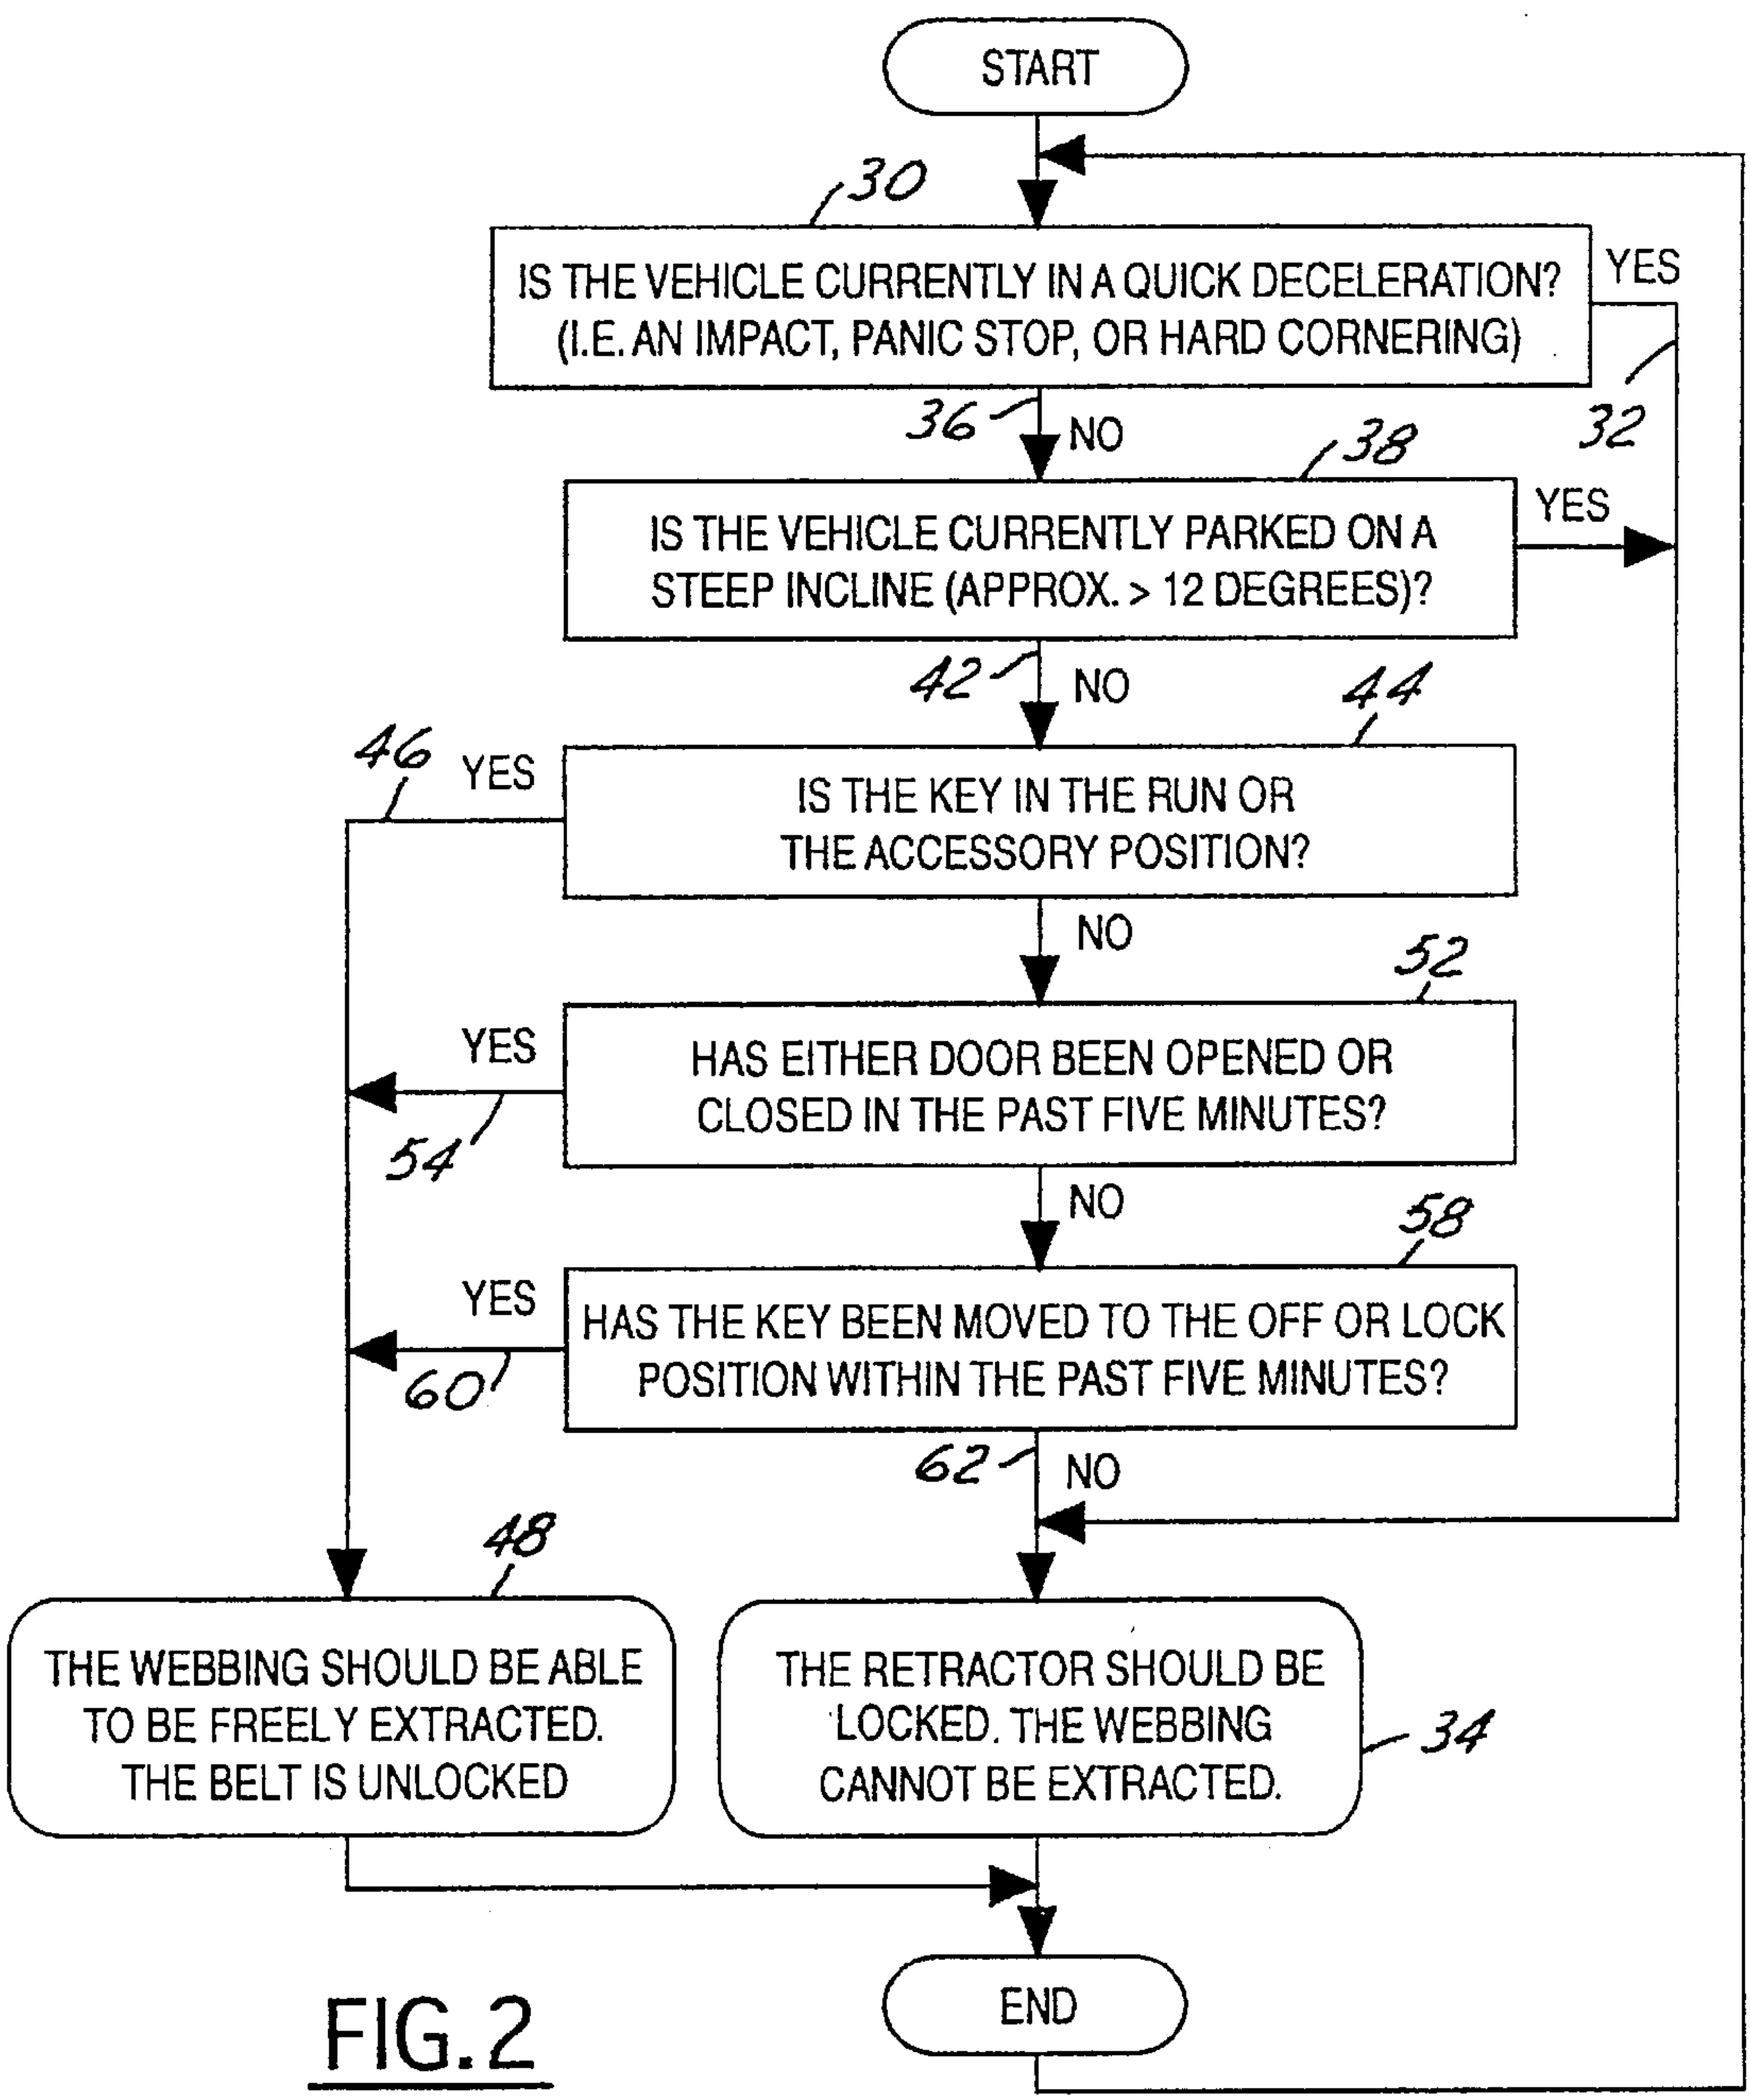 START
30
IS THE VEHICLE CURRENTLY IN A QUICK DECELERATION?
(I.E. AN IMPACT, PANIC STOP, OR HARD CORNERING)
YES
32
36
NO
38
IS THE VEHICLE CURRENTLY PARKED ON A
STEEP INCLINE (APPROX. > 12 DEGREES)?
YES
42
NO
44
46
YES
IS THE KEY IN THE RUN OR
THE ACCESSORY POSITION?
NO
52
YES
HAS EITHER DOOR BEEN OPENED OR
CLOSED IN THE PAST FIVE MINUTES?
54
NO
58
YES
HAS THE KEY BEEN MOVED TO THE OFF OR LOCK
POSITION WITHIN THE PAST FIVE MINUTES?
60
62
NO
48
THE WEBBING SHOULD BE ABLE
TO BE FREELY EXTRACTED.
THE BELT IS UNLOCKED
THE RETRACTOR SHOULD BE
LOCKED. THE WEBBING
CANNOT BE EXTRACTED.
34
END
FIG. 2